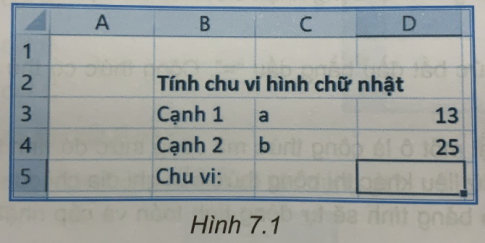 A B C D
1
2 Tính chu vi hình chữ nhật
3 Cạnh 1 a 13
4 Cạnh 2 b 25
5 Chu vi:
Hình 7.1